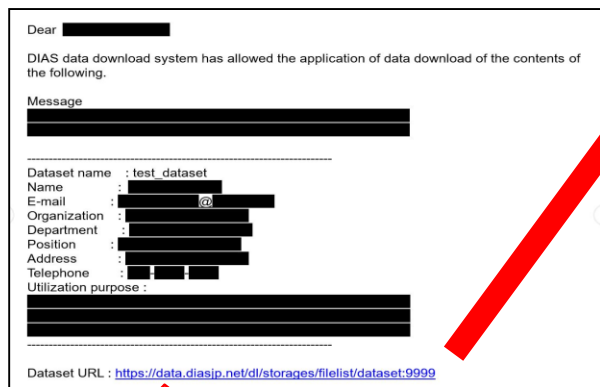 Dear
DIAS data download system has allowed the application of data download of the contents of
the following.
Message
------------------------------------------------------------------------
Dataset name : test_dataset
Name :
E-mail : @
Organization :
Department :
Position :
Address :
Telephone : - -
Utilization purpose :
------------------------------------------------------------------------
Dataset URL : https://data.diasjp.net/dl/storages/filelist/dataset:9999